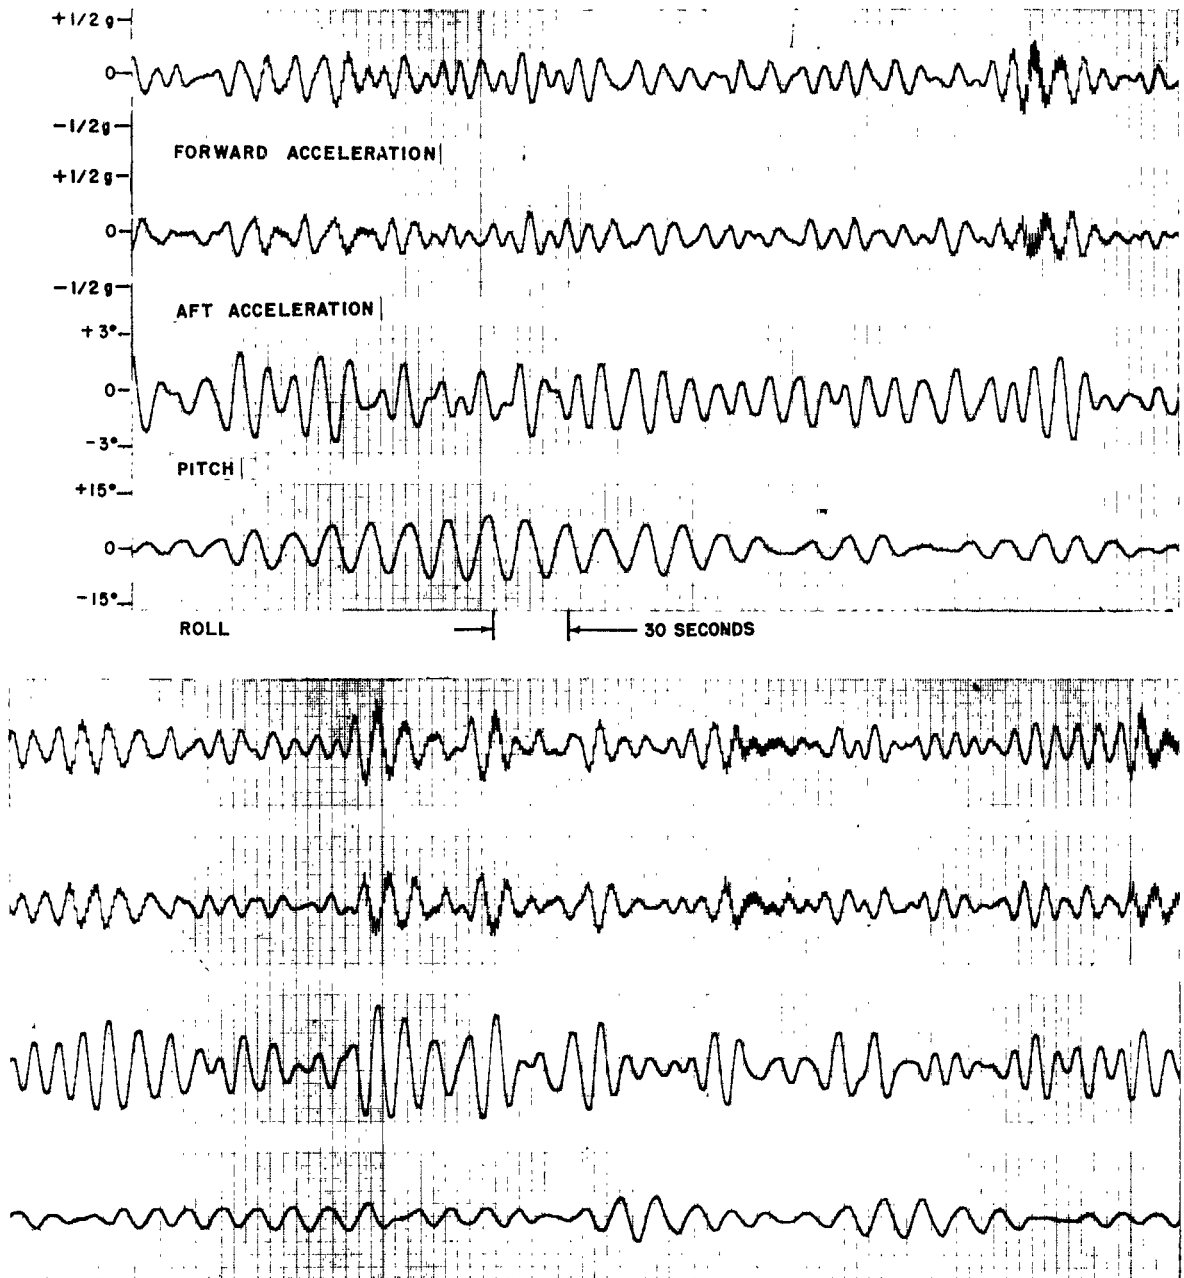 +1/2 g
0
-1/2g
FORWARD ACCELERATION
+1/2 g
0
-1/2 g
AFT ACCELERATION
+3°
0
-3°
PITCH
+15°
0
-15°
ROLL
30 SECONDS